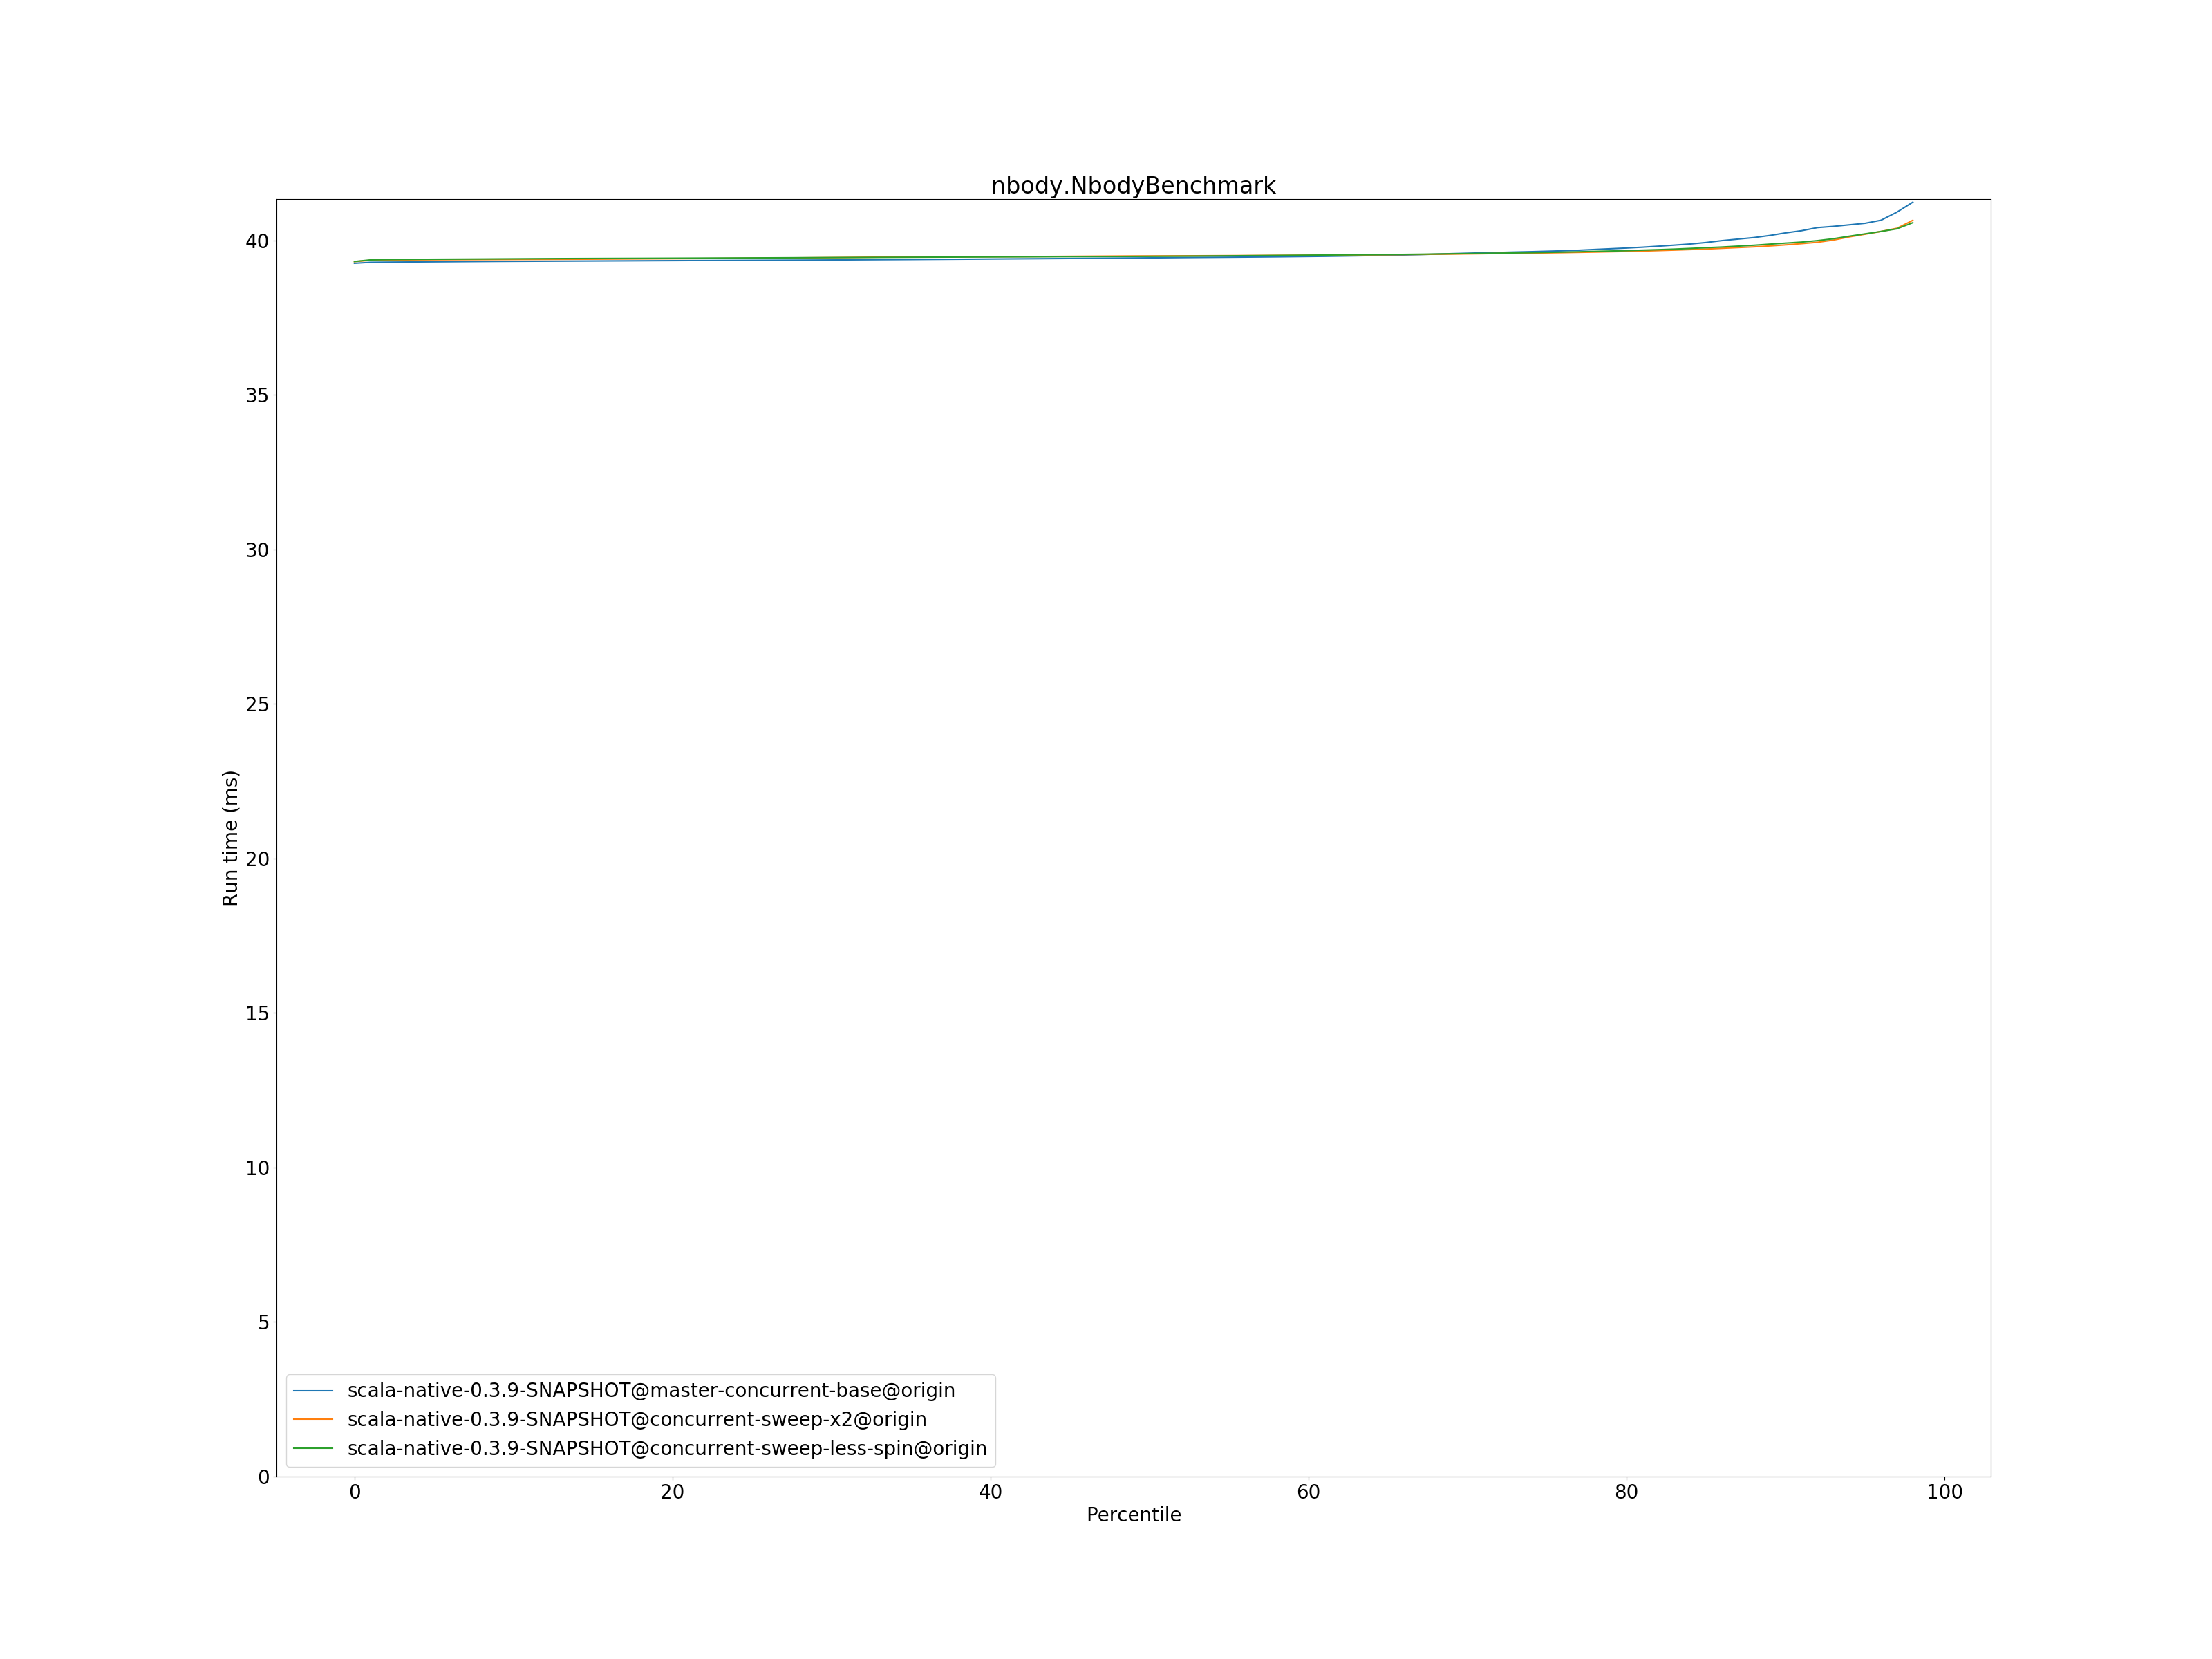 nbody.NbodyBenchmark
40
35
30
25
20
15
10
5
0
Run time (ms)
scala-native-0.3.9-SNAPSHOT@master-concurrent-base@origin
scala-native-0.3.9-SNAPSHOT@concurrent-sweep-x2@origin
scala-native-0.3.9-SNAPSHOT@concurrent-sweep-less-spin@origin
0 20 40 60 80 100
Percentile